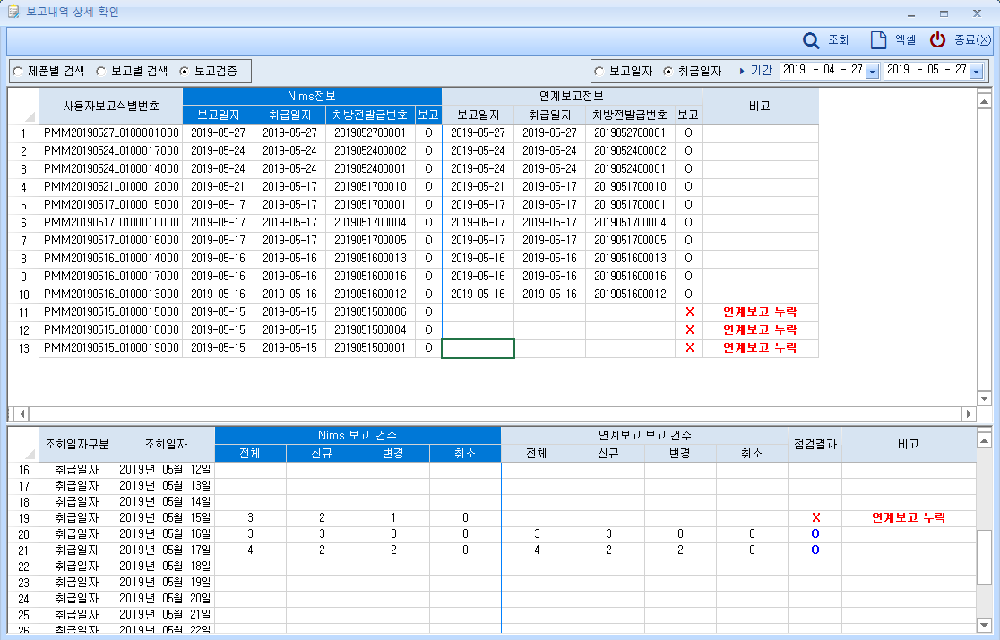 보고내역 상세 확인
조회 엑셀 종료(X)
제품별 검색 보고별 검색 보고검증 보고일자 취급일자 기간 2019 - 04 - 27 2019 - 05 - 27
사용자보고식별번호 Nims정보 연계보고정보 비고
보고일자 취급일자 처방전발급번호 보고 보고일자 취급일자 처방전발급번호 보고
1 PMM20190527_0100001000 2019-05-27 2019-05-27 2019052700001 O 2019-05-27 2019-05-27 2019052700001 O
2 PMM20190524_0100017000 2019-05-24 2019-05-24 2019052400002 O 2019-05-24 2019-05-24 2019052400002 O
3 PMM20190524_0100014000 2019-05-24 2019-05-24 2019052400001 O 2019-05-24 2019-05-24 2019052400001 O
4 PMM20190521_0100012000 2019-05-21 2019-05-17 2019051700010 O 2019-05-21 2019-05-17 2019051700010 O
5 PMM20190517_0100015000 2019-05-17 2019-05-17 2019051700001 O 2019-05-17 2019-05-17 2019051700001 O
6 PMM20190517_0100010000 2019-05-17 2019-05-17 2019051700004 O 2019-05-17 2019-05-17 2019051700004 O
7 PMM20190517_0100016000 2019-05-17 2019-05-17 2019051700005 O 2019-05-17 2019-05-17 2019051700005 O
8 PMM20190516_0100014000 2019-05-16 2019-05-16 2019051600013 O 2019-05-16 2019-05-16 2019051600013 O
9 PMM20190516_0100017000 2019-05-16 2019-05-16 2019051600016 O 2019-05-16 2019-05-16 2019051600016 O
10 PMM20190516_0100013000 2019-05-16 2019-05-16 2019051600012 O 2019-05-16 2019-05-16 2019051600012 O
11 PMM20190515_0100015000 2019-05-15 2019-05-15 2019051500006 O X 연계보고 누락
12 PMM20190515_0100018000 2019-05-15 2019-05-15 2019051500004 O X 연계보고 누락
13 PMM20190515_0100019000 2019-05-15 2019-05-15 2019051500001 O X 연계보고 누락
조회일자구분 조회일자 Nims 보고 건수 연계보고 보고 건수 점검결과 비고
전체 신규 변경 취소 전체 신규 변경 취소
16 취급일자 2019년 05월 12일
17 취급일자 2019년 05월 13일
18 취급일자 2019년 05월 14일
19 취급일자 2019년 05월 15일 3 2 1 0 X 연계보고 누락
20 취급일자 2019년 05월 16일 3 3 0 0 3 3 0 0 O
21 취급일자 2019년 05월 17일 4 2 2 0 4 2 2 0 O
22 취급일자 2019년 05월 18일
23 취급일자 2019년 05월 19일
24 취급일자 2019년 05월 20일
25 취급일자 2019년 05월 21일
26 취급일자 2019년 05월 22일